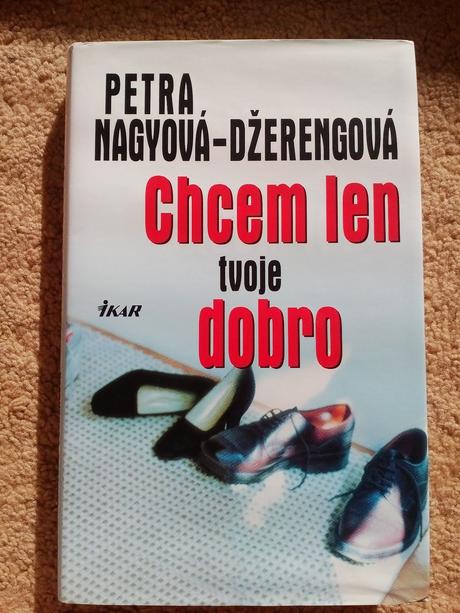 PETRA
NAGYOVÁ-DŽERENGOVÁ
Chcem len
tvoje
dobro
IKAR